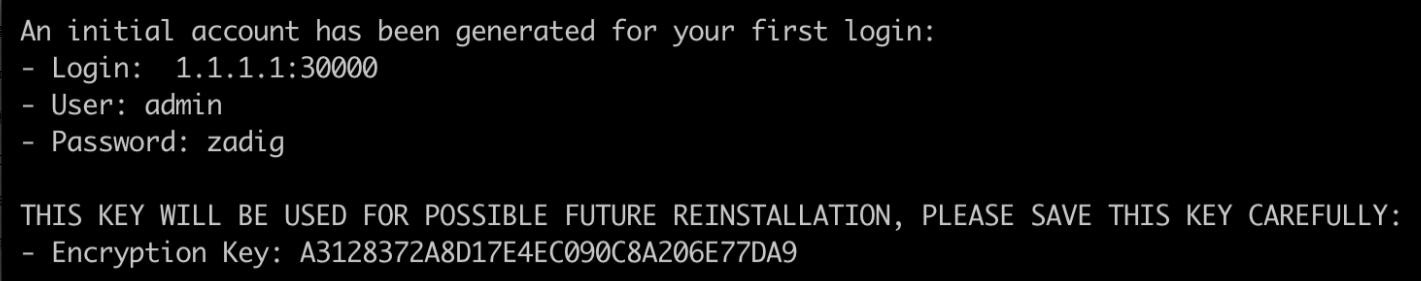 An initial account has been generated for your first login:
- Login:  1.1.1.1:30000
- User: admin
- Password: zadig
THIS KEY WILL BE USED FOR POSSIBLE FUTURE REINSTALLATION, PLEASE SAVE THIS KEY CAREFULLY:
- Encryption Key: A3128372A8D17E4EC090C8A206E77DA9